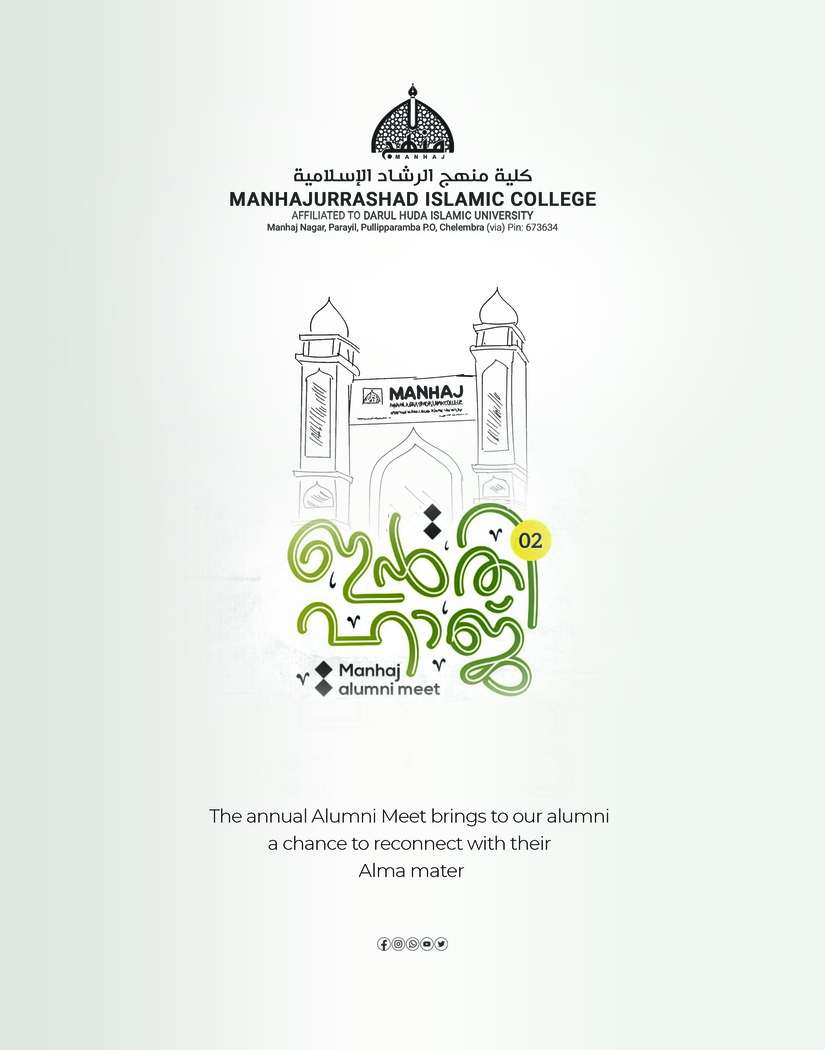 منهج
MANHAJ
كلية منهج الرشاد الإسلامية
MANHAJURRASHAD ISLAMIC COLLEGE
AFFILIATED TO DARUL HUDA ISLAMIC UNIVERSITY
Manhaj Nagar, Parayil, Pullipparamba P.O, Chelembra (via) Pin: 673634
MANHAJ
ഇൻതി
02
ഹാജ്
Manhaj
alumni meet
The annual Alumni Meet brings to our alumni
a chance to reconnect with their
Alma mater